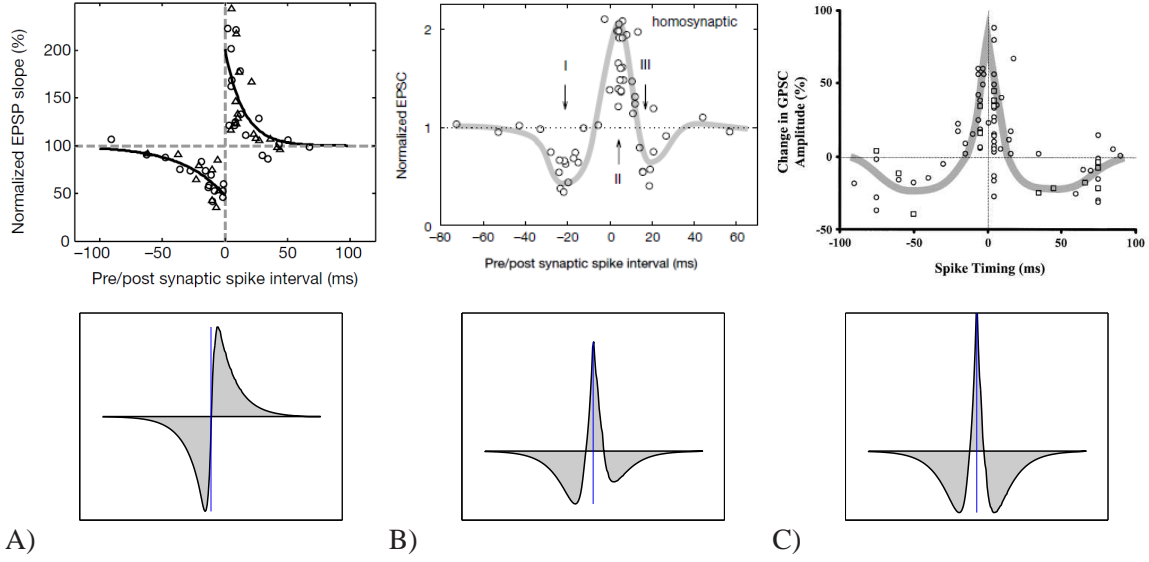 Normalized EPSP slope (%)
200
150
100
50
0
−100
−50
0
50
100
Pre/post synaptic spike interval (ms)
A)
Normalized EPSC
2
1
0
homosynaptic
I
III
II
−80
−60
−40
−20
0
20
40
60
Pre/post synaptic spike interval (ms)
B)
Change in GPSC
Amplitude (%)
100
50
0
-50
-100
-50
0
50
100
Spike Timing (ms)
C)